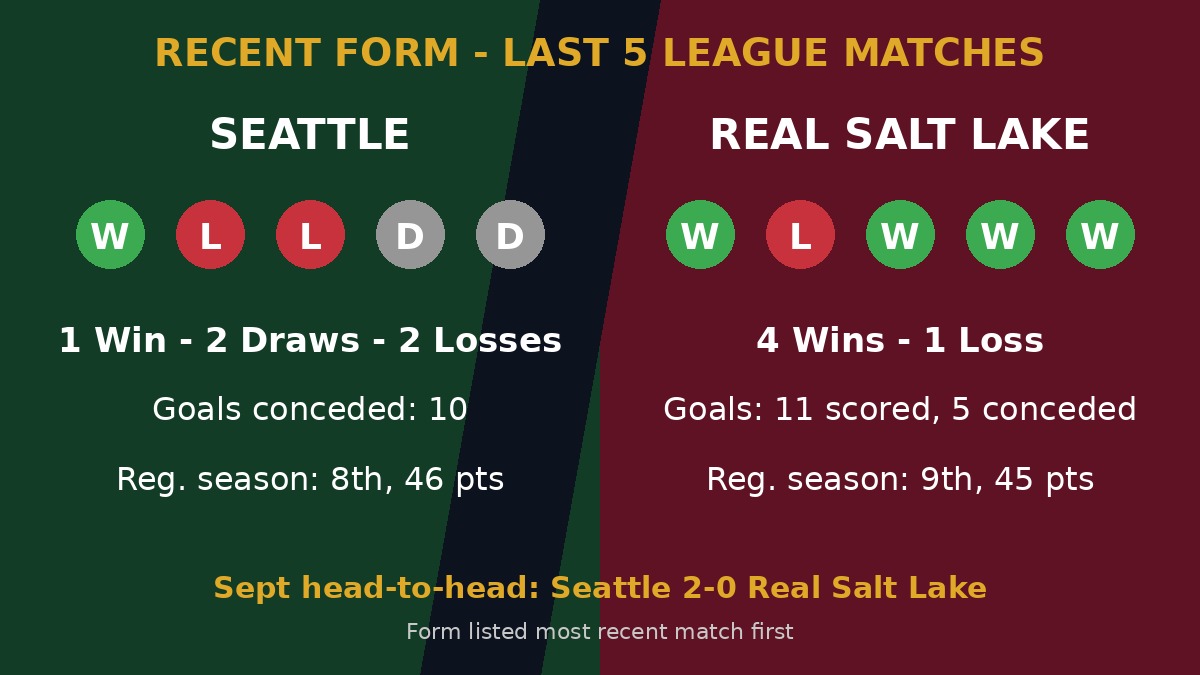 RECENT FORM - LAST 5 LEAGUE MATCHES
SEATTLE
W L L D D
1 Win - 2 Draws - 2 Losses
Goals conceded: 10
Reg. season: 8th, 46 pts
REAL SALT LAKE
W L W W W
4 Wins - 1 Loss
Goals: 11 scored, 5 conceded
Reg. season: 9th, 45 pts
Sept head-to-head: Seattle 2-0 Real Salt Lake
Form listed most recent match first